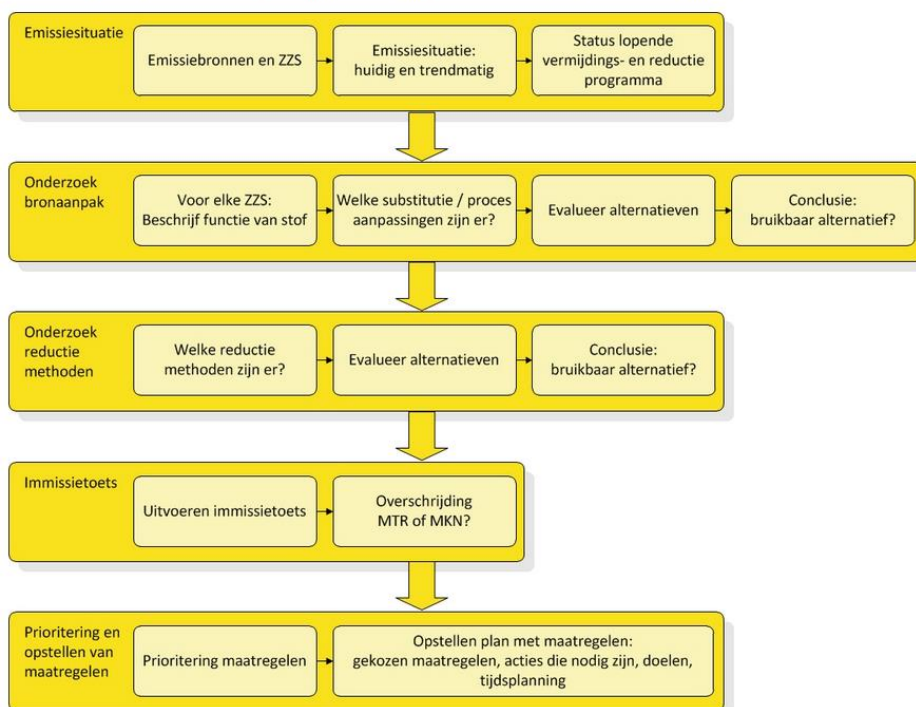 Emissiesituatie
Emissiebronnen en ZZS
Emissiesituatie:
huidig en trendmatig
Status lopende
vermijdings- en reductie
programma
Onderzoek
bronaanpak
Voor elke ZZS:
Beschrijf functie van stof
Welke substitutie / proces
aanpassingen zijn er?
Evalueer alternatieven
Conclusie:
bruikbaar alternatief?
Onderzoek
reductie
methoden
Welke reductie
methoden zijn er?
Evalueer alternatieven
Conclusie:
bruikbaar alternatief?
Immissietoets
Uitvoeren immissietoets
Overschrijding
MTR of MKN?
Prioritering en
opstellen van
maatregelen
Prioritering maatregelen
Opstellen plan met maatregelen:
gekozen maatregelen, acties die nodig zijn, doelen,
tijdsplanning